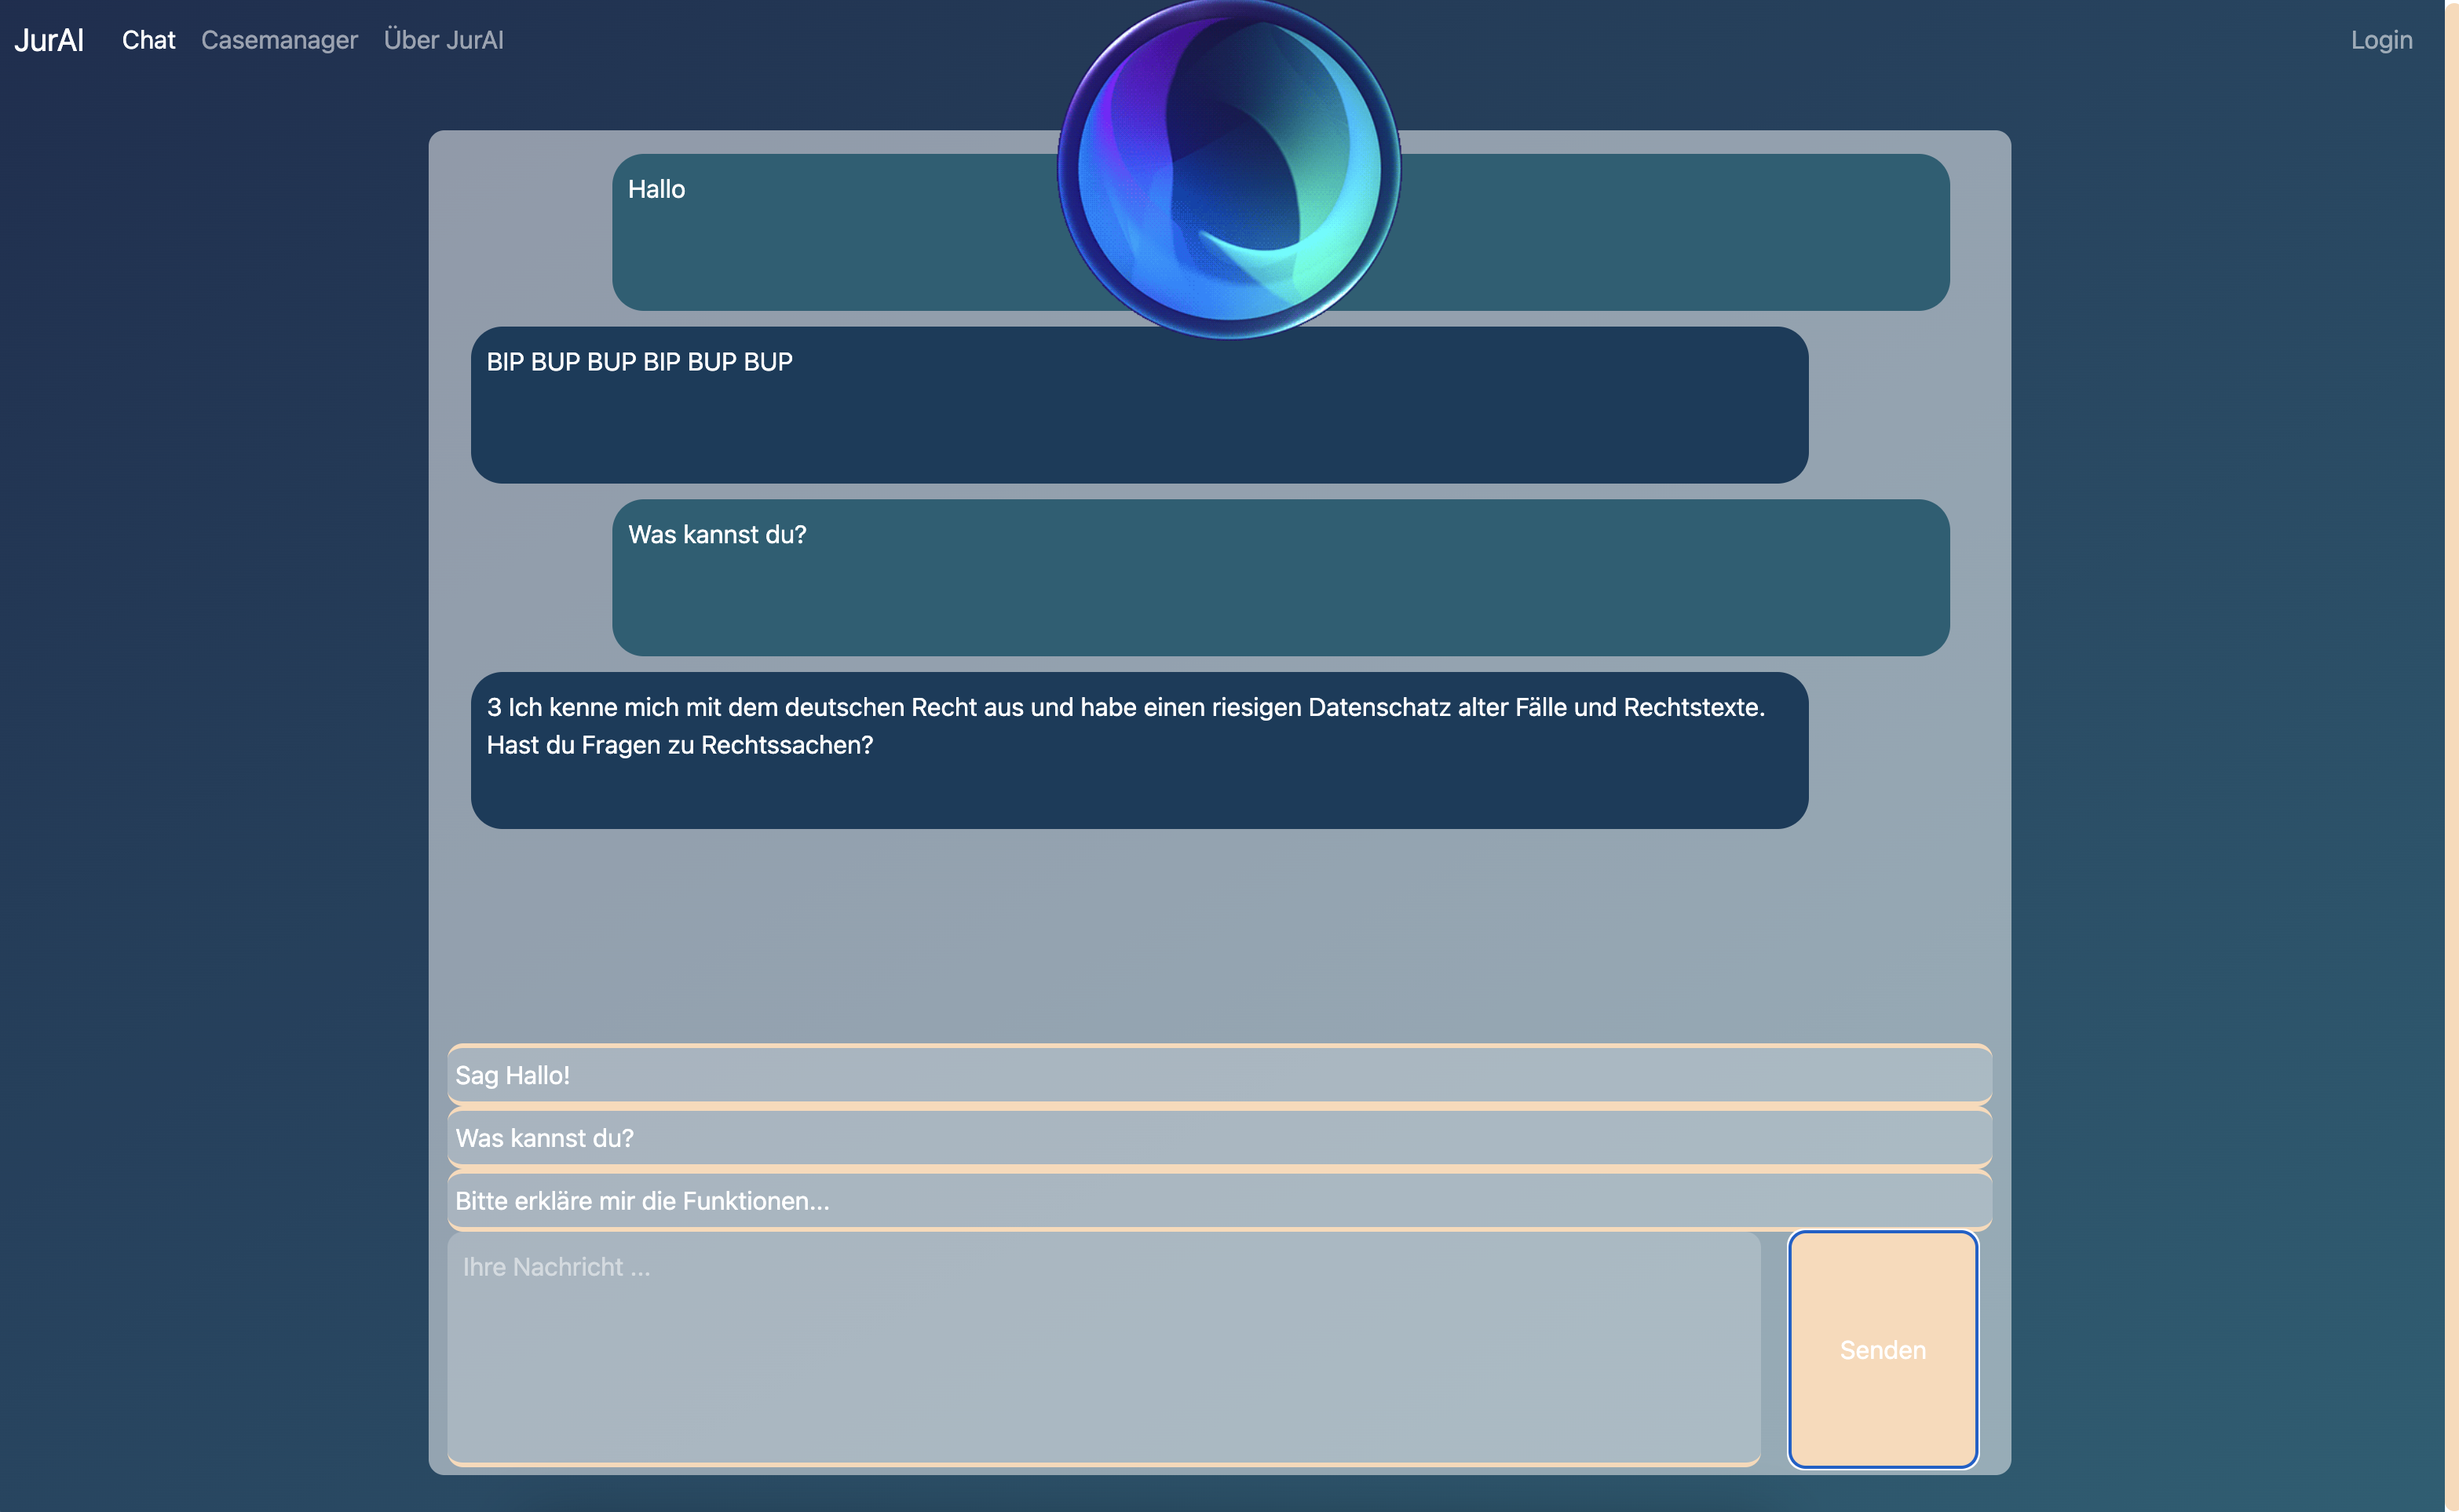 JurAI Chat Casemanager Über JurAI Login
Hallo
BIP BUP BUP BIP BUP BUP
Was kannst du?
3 Ich kenne mich mit dem deutschen Recht aus und habe einen riesigen Datenschatz alter Fälle und Rechtstexte.
Hast du Fragen zu Rechtssachen?
Sag Hallo!
Was kannst du?
Bitte erkläre mir die Funktionen...
Ihre Nachricht ...
Senden